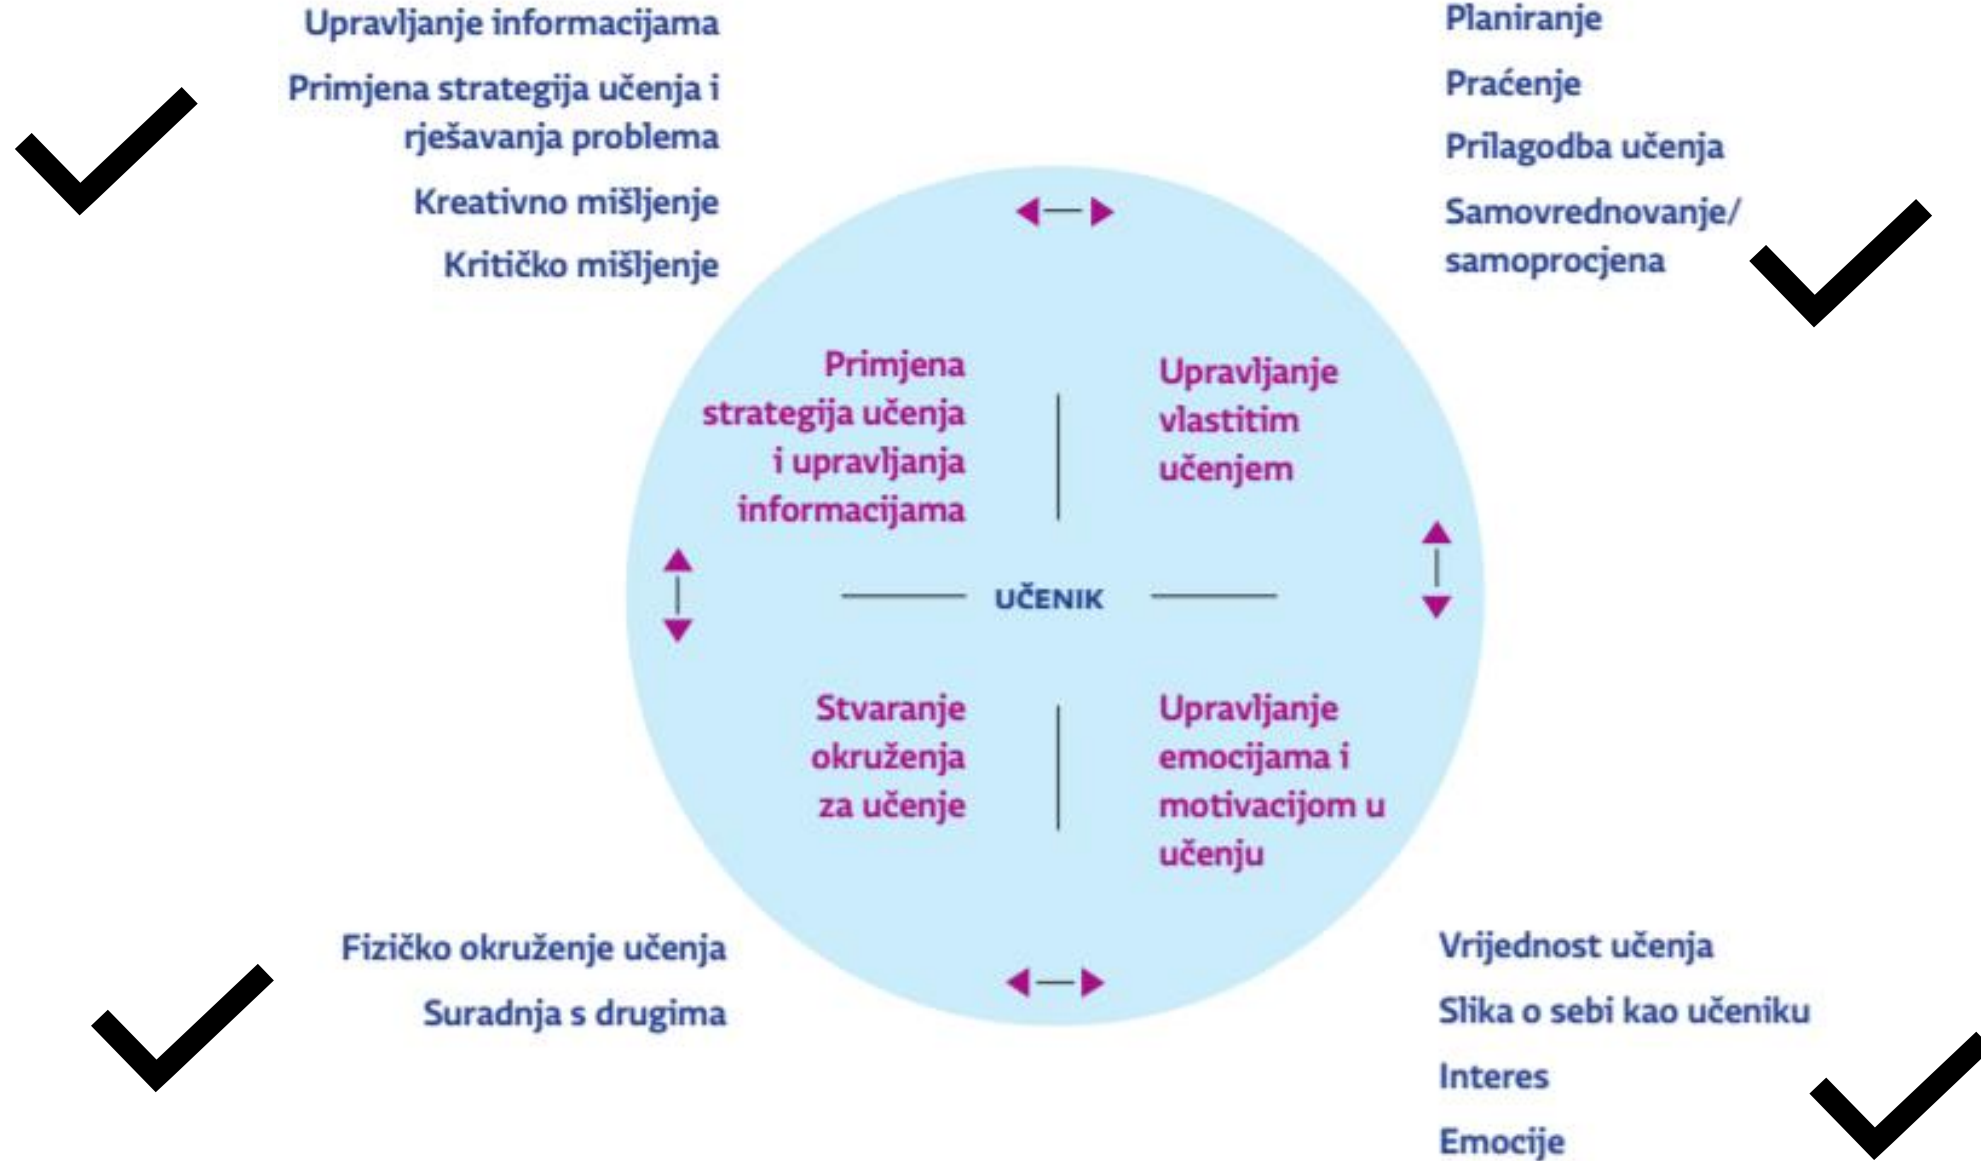 Upravljanje informacijama
Primjena strategija učenja i
rješavanja problema
Kreativno mišljenje
Kritičko mišljenje
Planiranje
Praćenje
Prilagodba učenja
Samovrednovanje/
samoprocjena
Primjena
strategija učenja
i upravljanja
informacijama
Upravljanje
vlastitim
učenjem
UČENIK
Stvaranje
okruženja
za učenje
Upravljanje
emocijama i
motivacijom u
učenju
Fizičko okruženje učenja
Suradnja s drugima
Vrijednost učenja
Slika o sebi kao učeniku
Interes
Emocije